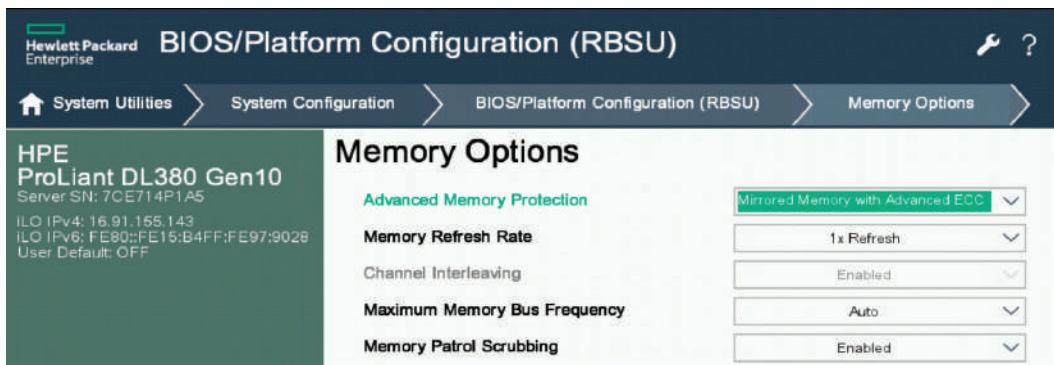 Hewlett Packard
Enterprise
BIOS/Platform Configuration (RBSU)
?
System Utilities
System Configuration
BIOS/Platform Configuration (RBSU)
Memory Options
HPE
ProLiant DL380 Gen10
Server SN: 7CE714P1A5
iLO IPv4: 16.91.155.143
iLO IPv6: FE80::FE15:B4FF:FE97:9028
User Default: OFF
Memory Options
Advanced Memory Protection
Mirrored Memory with Advanced ECC
Memory Refresh Rate
1x Refresh
Channel Interleaving
Enabled
Maximum Memory Bus Frequency
Auto
Memory Patrol Scrubbing
Enabled